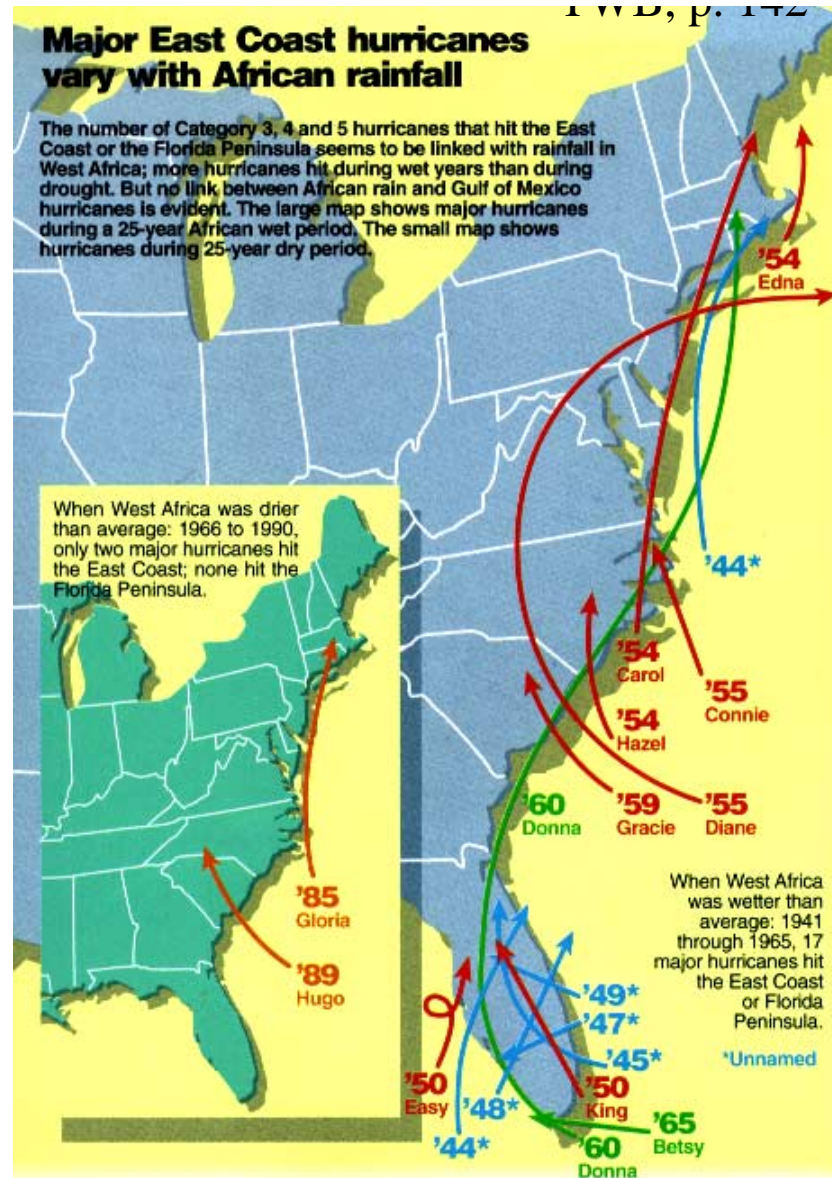 TWB, p. 142
Major East Coast hurricanes
vary with African rainfall
The number of Category 3, 4 and 5 hurricanes that hit the East
Coast or the Florida Peninsula seems to be linked with rainfall in
West Africa; more hurricanes hit during wet years than during
drought. But no link between African rain and Gulf of Mexico
hurricanes is evident. The large map shows major hurricanes
during a 25-year African wet period. The small map shows
hurricanes during 25-year dry period.
'54
Edna
When West Africa was drier
than average: 1966 to 1990,
only two major hurricanes hit
the East Coast; none hit the
Florida Peninsula.
'44*
'54
Carol
'55
Connie
'54
Hazel
'60
Donna
'59
Gracie
'55
Diane
'85
Gloria
'89
Hugo
When West Africa
was wetter than
average: 1941
through 1965, 17
major hurricanes hit
the East Coast
or Florida
Peninsula.
*Unnamed
'49*
'47*
'45*
'50
Easy
'48*
'50
King
'44*
'65
Betsy
'60
Donna